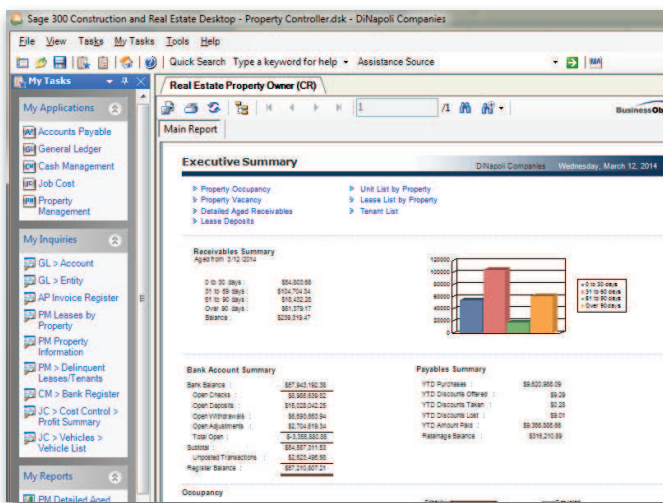 Sage 300 Construction and Real Estate Desktop - Property Controller.dsk - DiNapoli Companies
File View Tasks My Tasks Tools Help
Quick Search Type a keyword for help Assistance Source
My Tasks
Real Estate Property Owner (CR)
1 /1
BusinessOb
Main Report
My Applications
Accounts Payable
General Ledger
Cash Management
Job Cost
Property
Management
My Inquiries
GL > Account
GL > Entity
AP Invoice Register
PM Leases by
Property
PM Property
Information
PM > Delinquent
Leases/Tenants
CM > Bank Register
JC > Cost Control >
Profit Summary
JC > Vehicles >
Vehicle List
My Reports
PM Detailed Aged
Executive Summary
DiNapoli Companies Wednesday, March 12, 2014
Property Occupancy
Property Vacancy
Detailed Aged Receivables
Lease Deposits
Unit List by Property
Lease List by Property
Tenant List
Receivables Summary
Aged from 3/12/2014
0 to 30 days :
31 to 69 days :
61 to 90 days :
Over 90 days :
Balance :
120000
100000
80000
60000
40000
20000
0
0 to 30 days
31 to 60 days
61 to 90 days
Over 90 days
Bank Account Summary
Bank Balance :
Open Checks :
Open Deposits :
Open Withdrawals :
Open Adjustments :
Total Open :
Subtotal :
Unposted Transactions :
Register Balance :
Payables Summary
YTD Purchases :
YTD Discounts Offered :
YTD Discounts Taken :
YTD Discounts Lost :
YTD Amount Paid :
Retainage Balance :
Occupancy